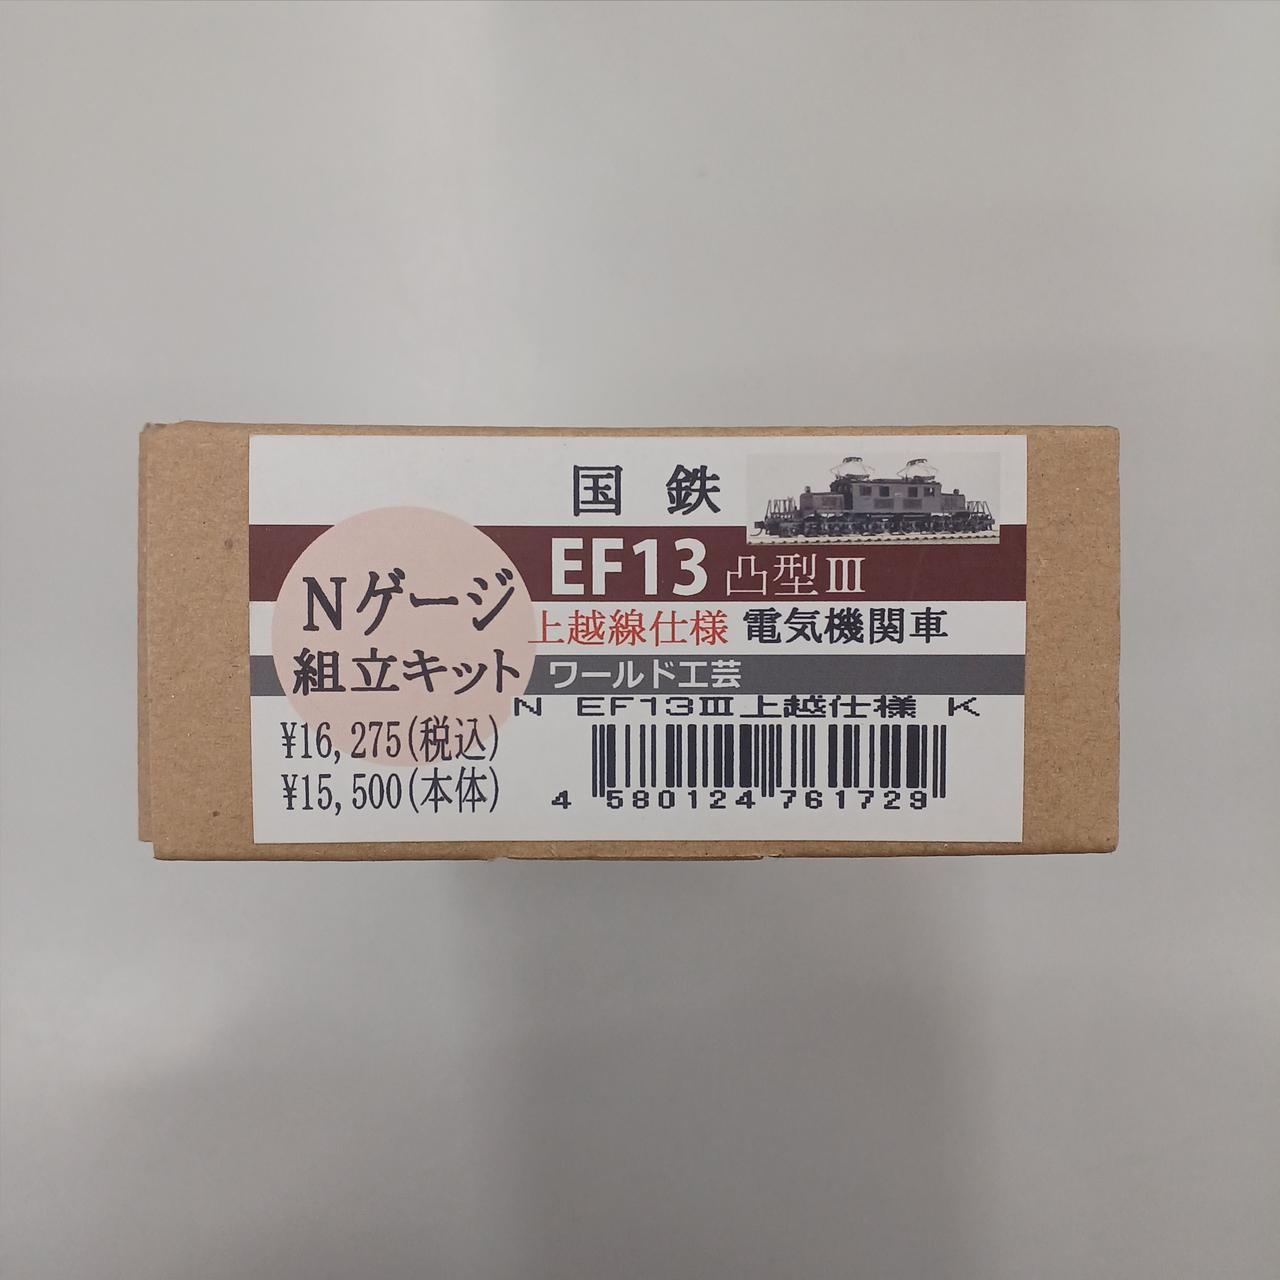 国鉄
EF13 凸型Ⅲ
上越線仕様 電気機関車
ワールド工芸
Nゲージ
組立キット
¥16,275(税込)
¥15,500(本体)
N EF13Ⅲ上越仕様 K
4 580124 761729